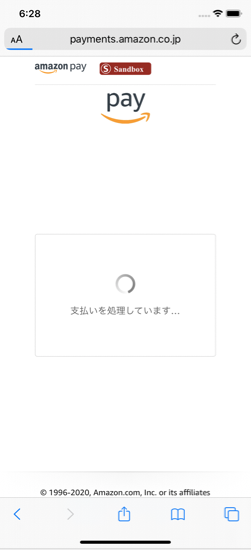 6:28
AA payments.amazon.co.jp
amazon pay S Sandbox
pay
支払いを処理しています...
© 1996-2020, Amazon.com, Inc. or its affiliates